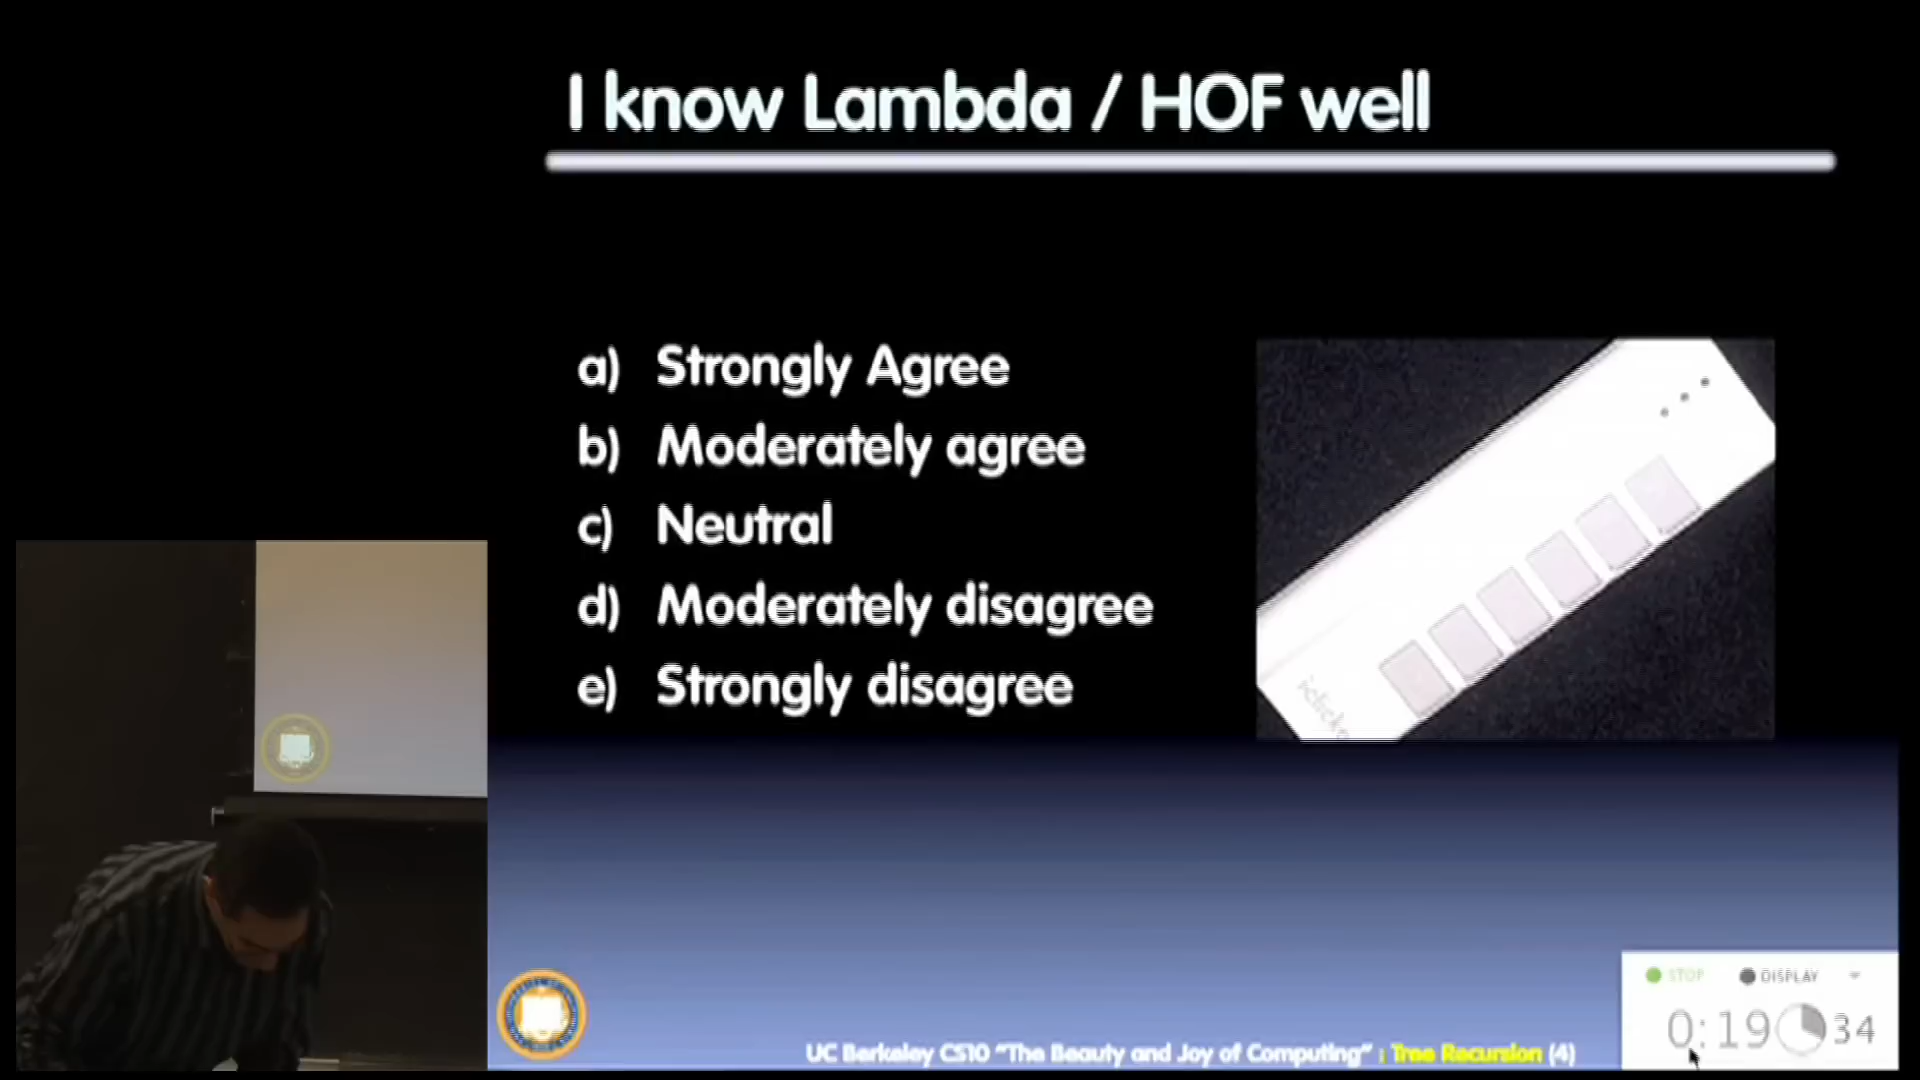 I know Lambda / HOF well
a) Strongly Agree
b) Moderately agree
c) Neutral
d) Moderately disagree
e) Strongly disagree
iclicker
STOP DISPLAY
0:19 34
UC Berkeley CS10 "The Beauty and Joy of Computing" : Tree Recursion (4)